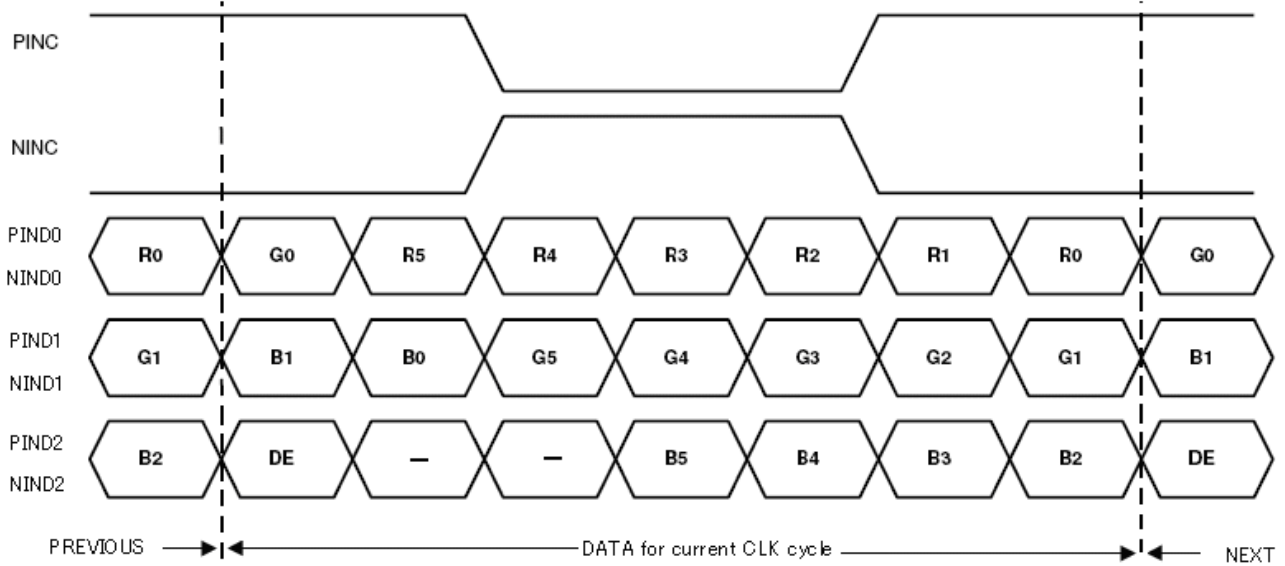 PINC
NINC
PIND0
R0 G0 R5 R4 R3 R2 R1 R0 G0
NIND0
PIND1
G1 B1 B0 G5 G4 G3 G2 G1 B1
NIND1
PIND2
B2 DE — — B5 B4 B3 B2 DE
NIND2
PREVIOUS DATA for current CLK cycle NEXT